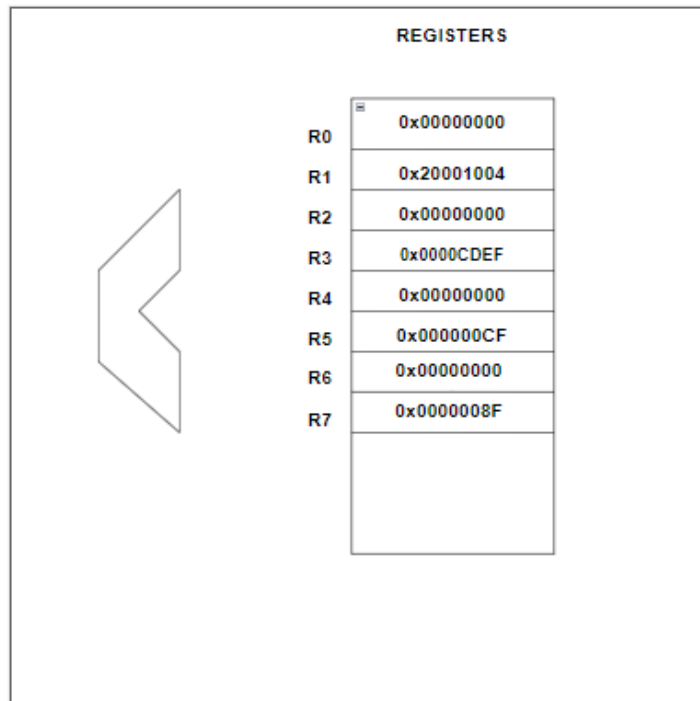 REGISTERS
R0 0x00000000
R1 0x20001004
R2 0x00000000
R3 0x0000CDEF
R4 0x00000000
R5 0x000000CF
R6 0x00000000
R7 0x0000008F